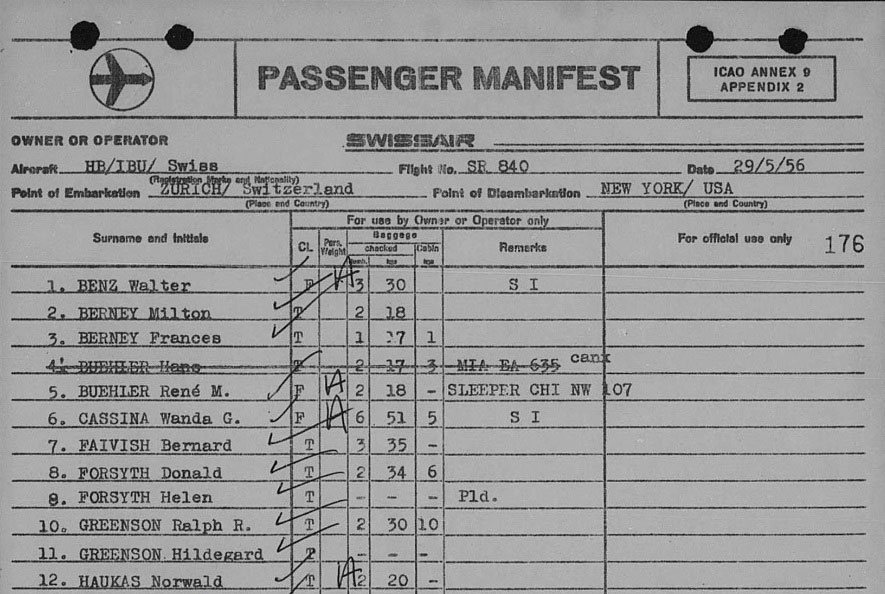 PASSENGER MANIFEST
ICAO ANNEX 9
APPENDIX 2
OWNER OR OPERATOR SWISSAIR
Aircraft HB/IBU/ Swiss Flight No. SR 840 Date 29/5/56
(Registration Marks and Nationality)
Point of Embarkation ZURICH/ Switzerland Point of Disembarkation NEW YORK/ USA
(Place and Country) (Place and Country)
For use by Owner or Operator only
Surname and Initials CL. Pers. Weight Baggage checked Cabin Remarks For official use only 176
1. BENZ Walter F 3 30 S I
2. BERNEY Milton T 2 18
3. BERNEY Frances T 1 17 1
4. BUEHLER Hans T 2 17 3 MIA EA 635 canx
5. BUEHLER René M. F 2 18 - SLEEPER CHI NW 107
6. CASSINA Wanda G. F 6 51 5 S I
7. FAIVISH Bernard T 3 35 -
8. FORSYTH Donald T 2 34 6
9. FORSYTH Helen T - - - Pld.
10. GREENSON Ralph R. T 2 30 10
11. GREENSON Hildegard T - - -
12. HAUKAS Norwald T 2 20 -